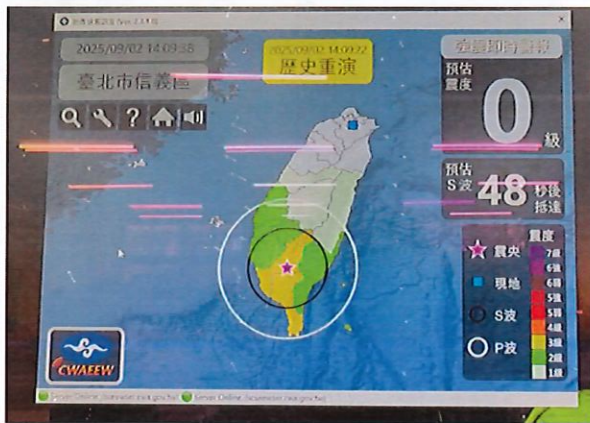 2025/09/02 14:09:38
臺北市信義區
2025/09/02 14:09:22
歷史重演
強震即時警報
預估
震度
0
級
預估
S波
48
秒後
抵達
震央
現地
S波
P波
震度
7級
6強
6弱
5強
5弱
4級
3級
2級
1級
CWAEEW